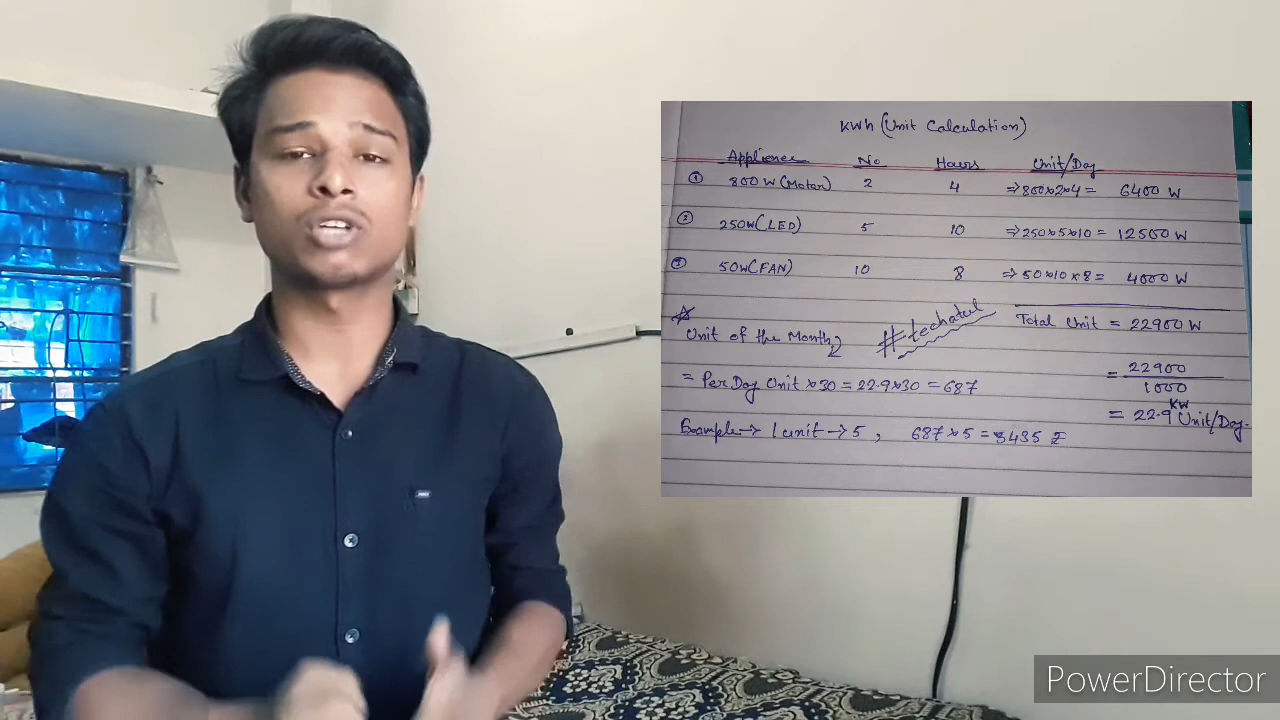 KWh (Unit Calculation)
Applience No Hours Unit/Day
① 800 W (Motor) 2 4 ⇒ 800×2×4 = 6400 W
② 250W (LED) 5 10 ⇒ 250×5×10 = 12500 W
③ 50W (FAN) 10 8 ⇒ 50×10×8 = 4000 W
Total Unit = 22900 W
Unit of the Month
#techatul
= 22900
1000
= Per Day Unit × 30 = 22.9×30 = 687
= 22.9 KW Unit/Day.
Example → 1 unit → 5 , 687×5 = 3435 ₹
PowerDirector